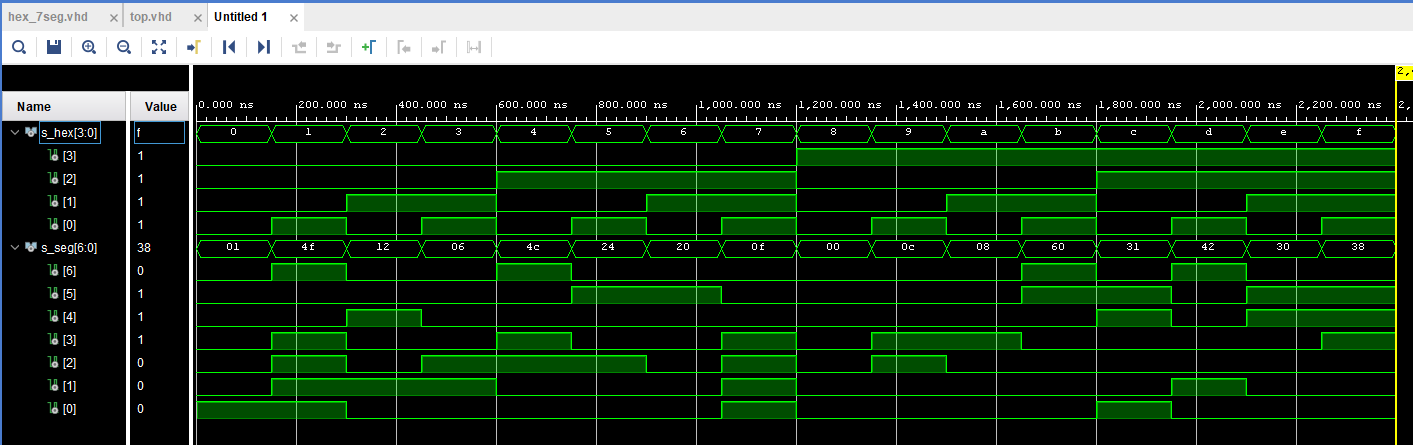 hex_7seg.vhd × top.vhd × Untitled 1 ×
2,
0.000 ns 200.000 ns 400.000 ns 600.000 ns 800.000 ns 1,000.000 ns 1,200.000 ns 1,400.000 ns 1,600.000 ns 1,800.000 ns 2,000.000 ns 2,200.000 ns 2,
Name Value
s_hex[3:0] f 0 1 2 3 4 5 6 7 8 9 a b c d e f
[3] 1
[2] 1
[1] 1
[0] 1
s_seg[6:0] 38 01 4f 12 06 4c 24 20 0f 00 0c 08 60 31 42 30 38
[6] 0
[5] 1
[4] 1
[3] 1
[2] 0
[1] 0
[0] 0